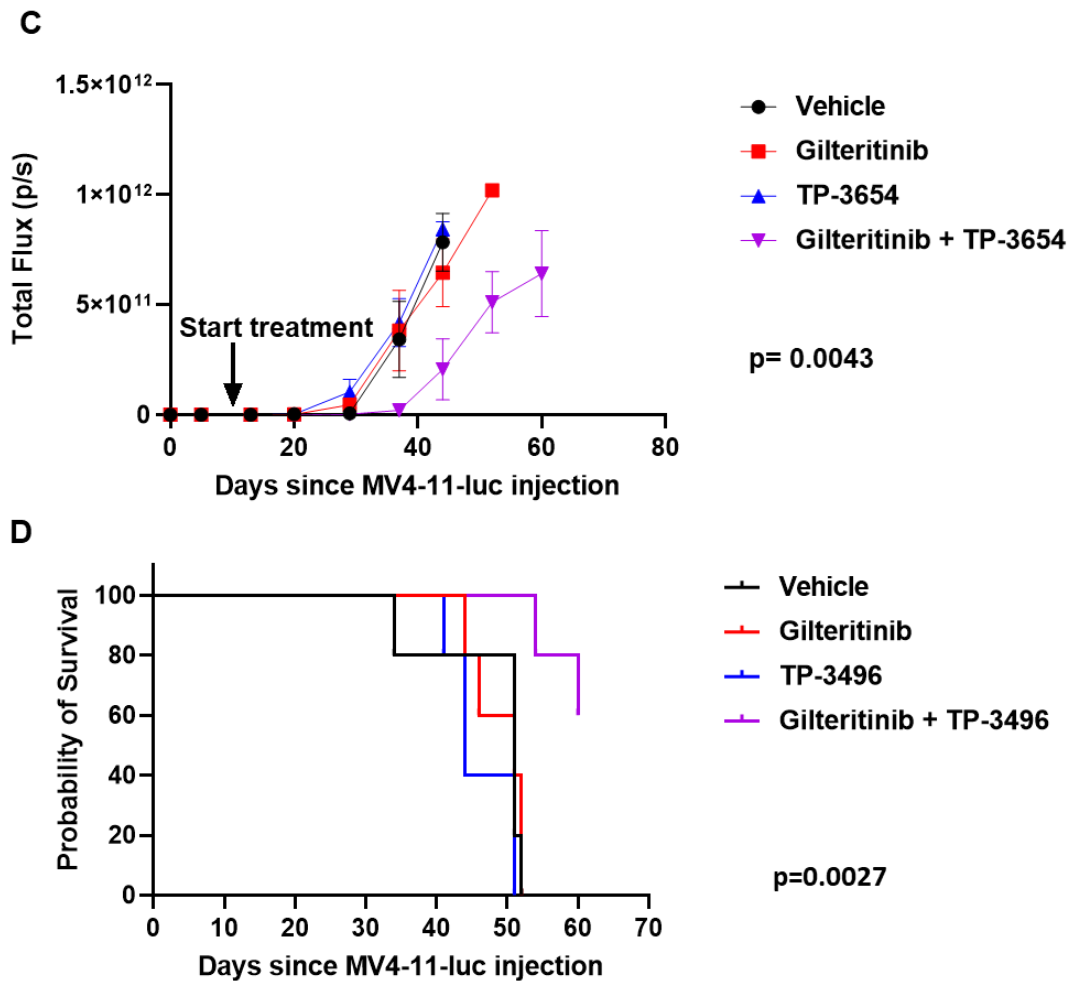 C
1.5×10¹²
1×10¹²
5×10¹¹
0
Total Flux (p/s)
Start treatment
0 20 40 60 80
Days since MV4-11-luc injection
Vehicle
Gilteritinib
TP-3654
Gilteritinib + TP-3654
p= 0.0043
D
100
80
60
40
20
0
Probability of Survival
0 10 20 30 40 50 60 70
Days since MV4-11-luc injection
Vehicle
Gilteritinib
TP-3496
Gilteritinib + TP-3496
p=0.0027